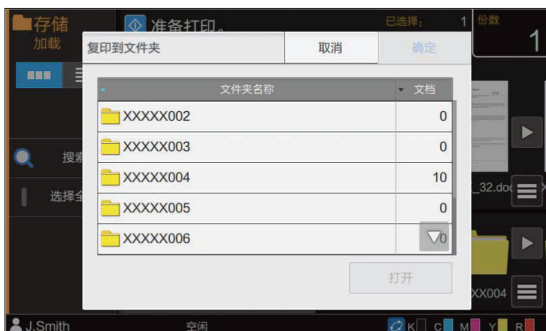 存储
加载
准备打印。
已选择： 1
份数
1
复印到文件夹
取消
确定
文件夹名称
文档
XXXXX002 0
XXXXX003 0
XXXXX004 10
XXXXX005 0
XXXXX006 0
打开
搜索
选择全
_32.doc
XX004
J.Smith
空闲
K C M Y R